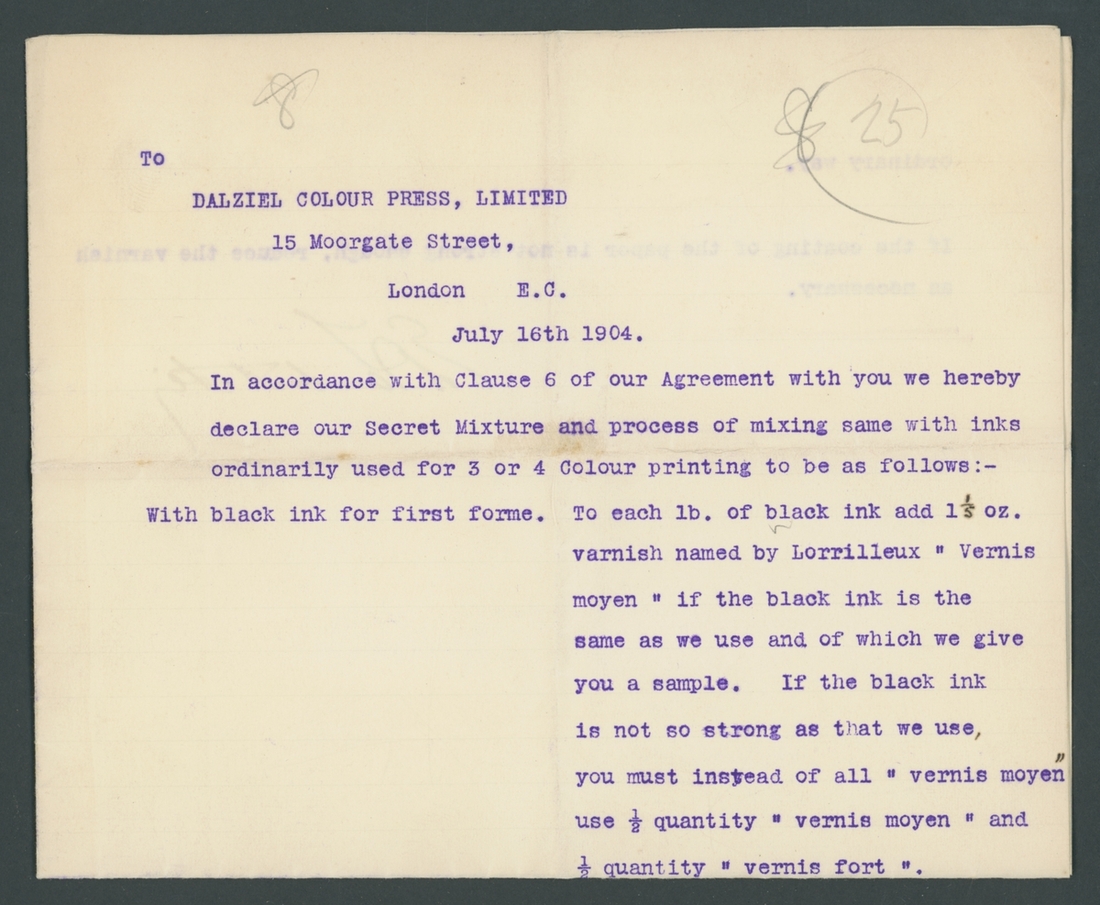 8
8 25
To
DALZIEL COLOUR PRESS, LIMITED
15 Moorgate Street,
London E.C.
July 16th 1904.
In accordance with Clause 6 of our Agreement with you we hereby
declare our Secret Mixture and process of mixing same with inks
ordinarily used for 3 or 4 Colour printing to be as follows:-
With black ink for first forme. To each lb. of black ink add 1 1/5 oz.
varnish named by Lorrilleux " Vernis
moyen " if the black ink is the
same as we use and of which we give
you a sample. If the black ink
is not so strong as that we use,
you must instead of all " vernis moyen"
use ½ quantity " vernis moyen " and
½ quantity " vernis fort ".